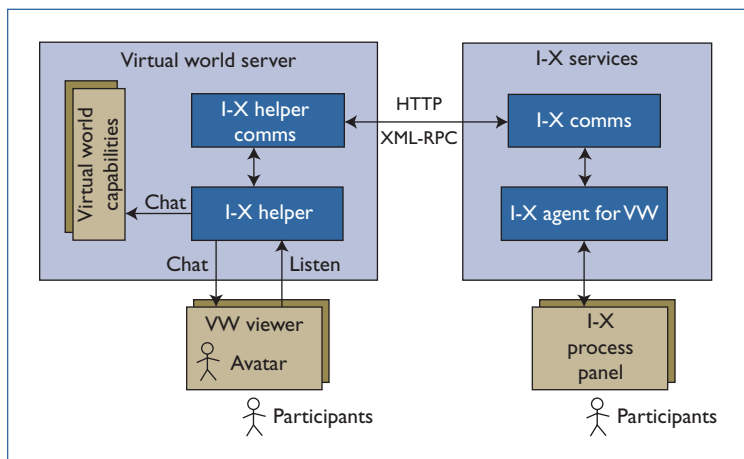 Virtual world server
Virtual world
capabilities
I-X helper
comms
Chat
I-X helper
Chat
Listen
VW viewer
Avatar
Participants
HTTP
XML-RPC
I-X services
I-X comms
I-X agent for VW
I-X
process
panel
Participants